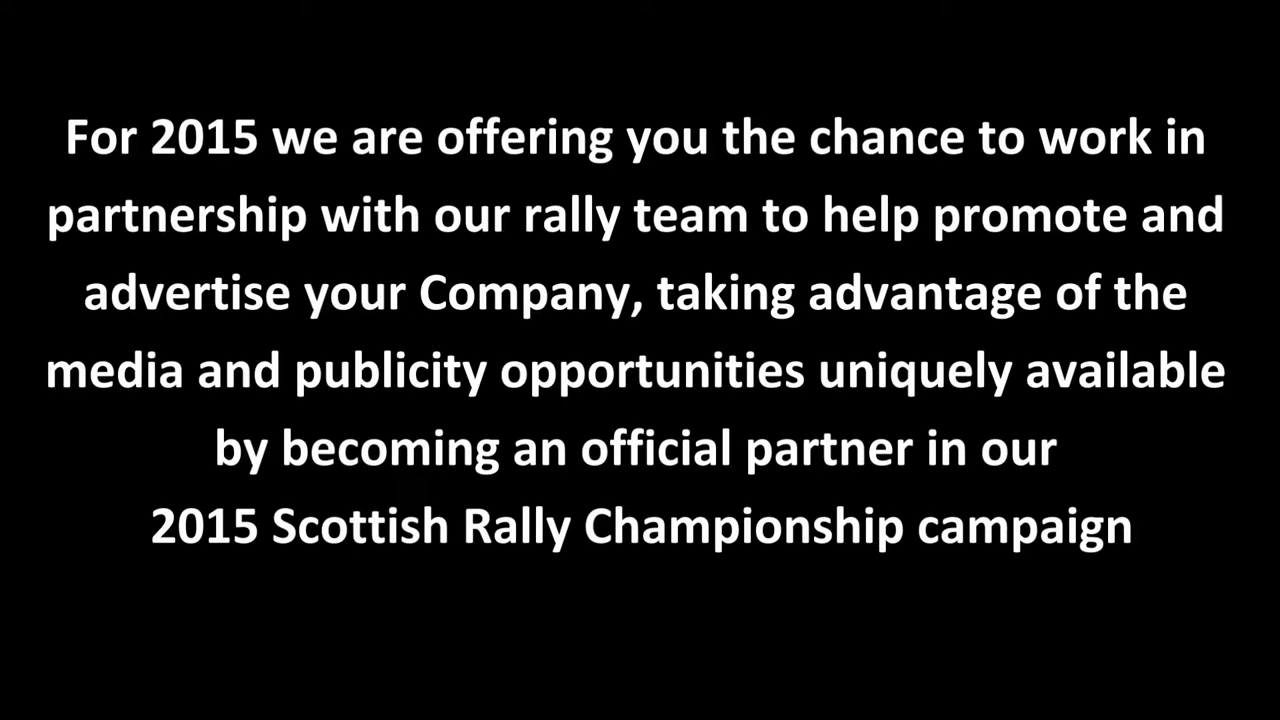 For 2015 we are offering you the chance to work in
partnership with our rally team to help promote and
advertise your Company, taking advantage of the
media and publicity opportunities uniquely available
by becoming an official partner in our
2015 Scottish Rally Championship campaign